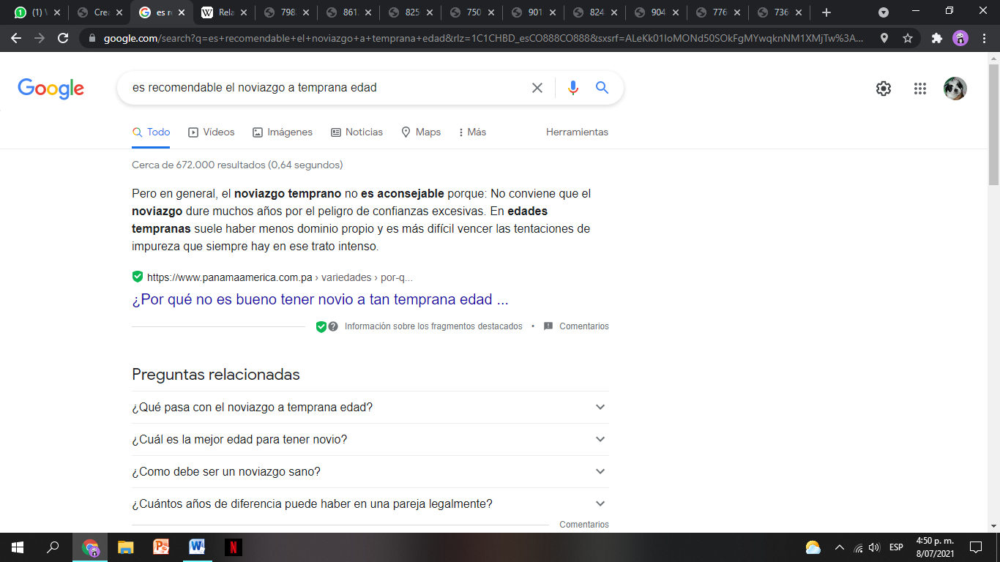 (1) W
Crea
es re
Rela
798
861
825
750
901
824
904
776
736
google.com/search?q=es+recomendable+el+noviazgo+a+temprana+edad&rlz=1C1CHBD_esCO888CO888&sxsrf=ALeKk01IoMONd50SOkFgMYwqknNM1XMjTw%3A...
Google
es recomendable el noviazgo a temprana edad
Todo Vídeos Imágenes Noticias Maps Más Herramientas
Cerca de 672.000 resultados (0,64 segundos)
Pero en general, el noviazgo temprano no es aconsejable porque: No conviene que el
noviazgo dure muchos años por el peligro de confianzas excesivas. En edades
tempranas suele haber menos dominio propio y es más difícil vencer las tentaciones de
impureza que siempre hay en ese trato intenso.
https://www.panamaamerica.com.pa › variedades › por-q...
¿Por qué no es bueno tener novio a tan temprana edad ...
Información sobre los fragmentos destacados • Comentarios
Preguntas relacionadas
¿Qué pasa con el noviazgo a temprana edad?
¿Cuál es la mejor edad para tener novio?
¿Como debe ser un noviazgo sano?
¿Cuántos años de diferencia puede haber en una pareja legalmente?
Comentarios
ESP
4:50 p. m.
8/07/2021